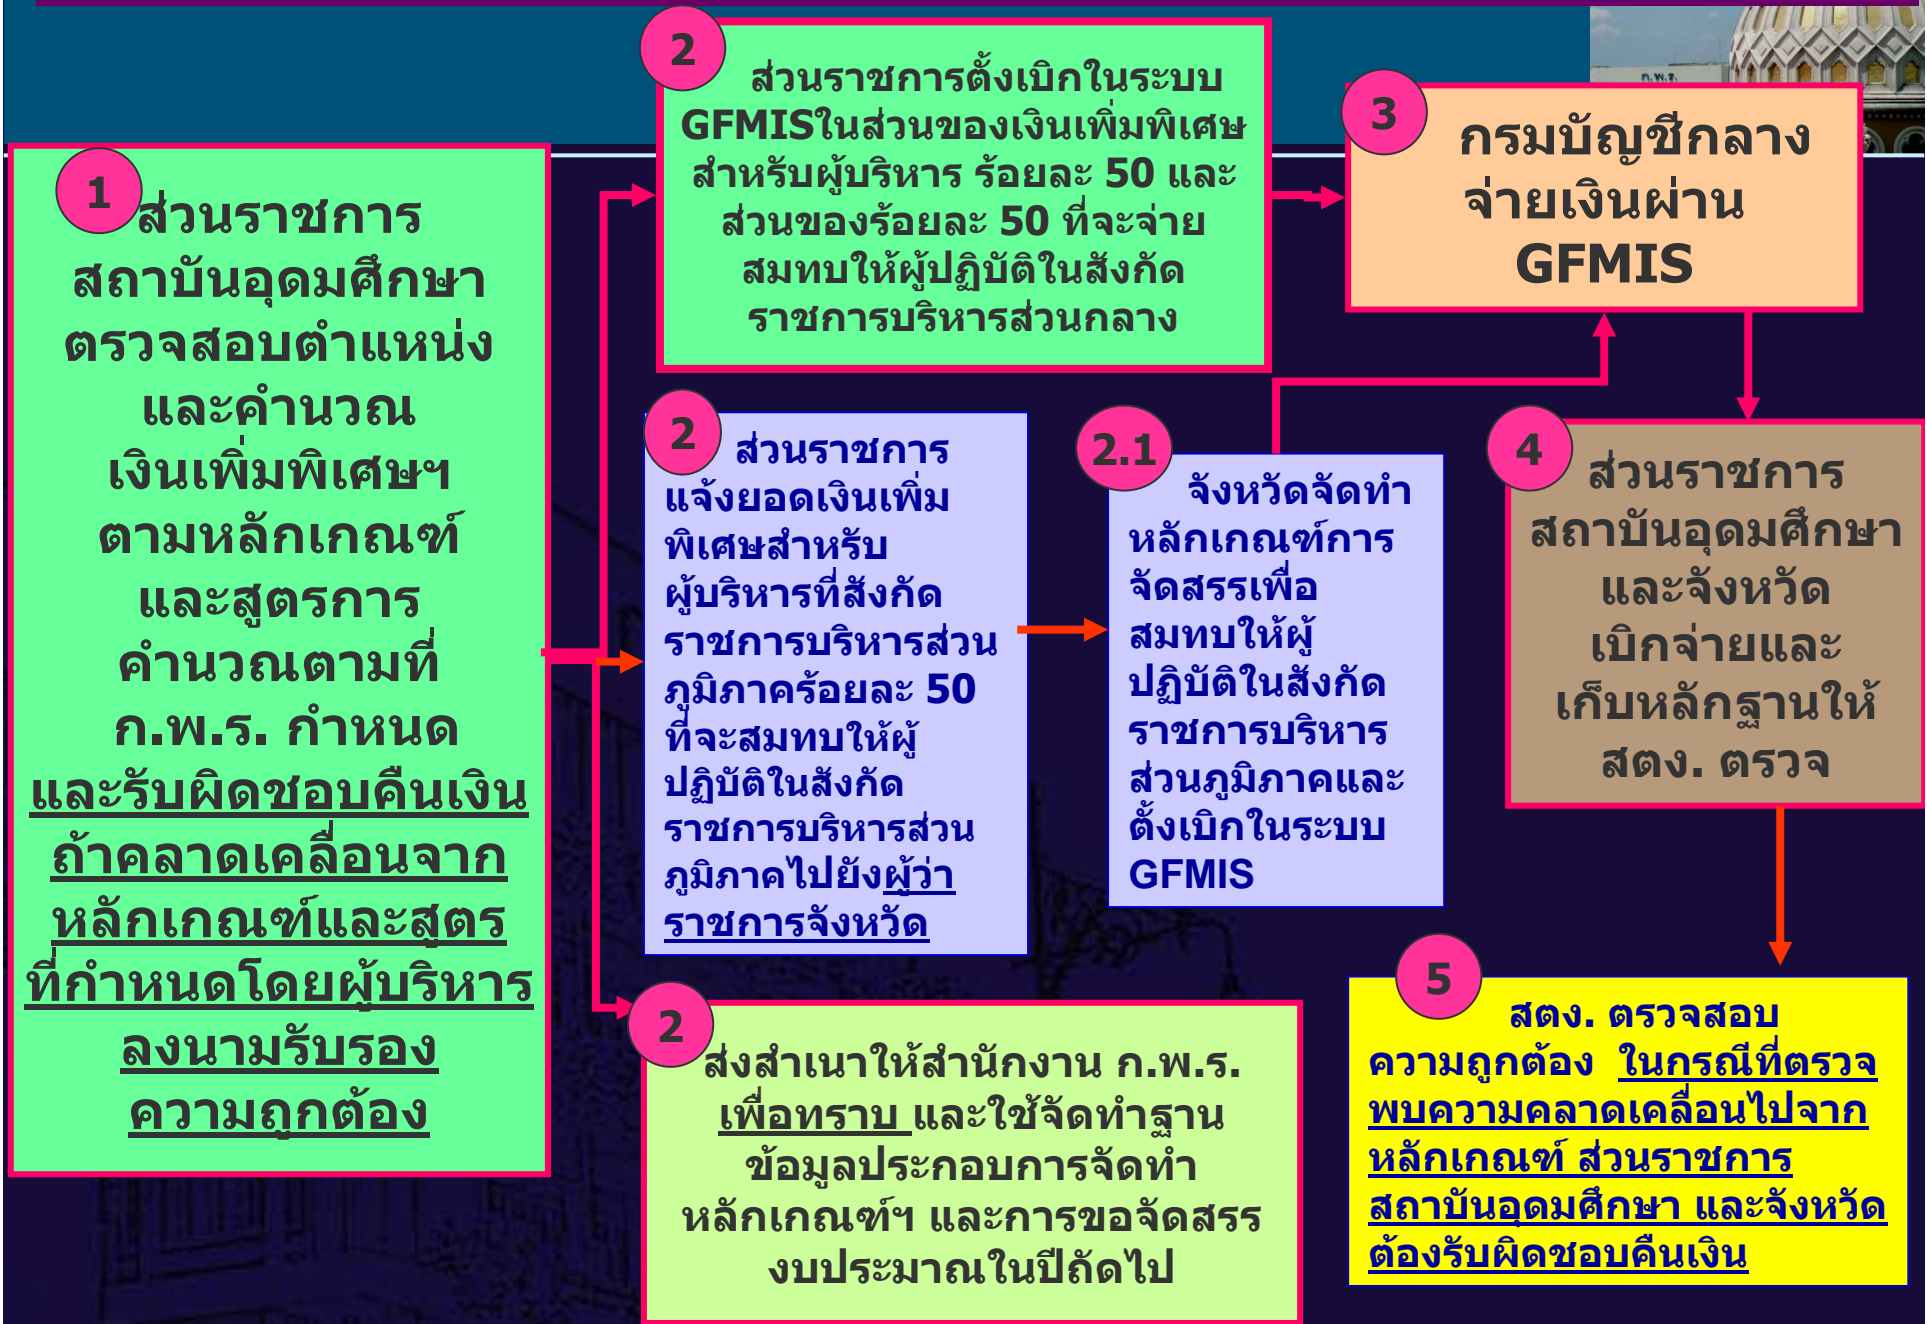 1
ส่วนราชการ
สถาบันอุดมศึกษา
ตรวจสอบตำแหน่ง
และคำนวณ
เงินเพิ่มพิเศษฯ
ตามหลักเกณฑ์
และสูตรการ
คำนวณตามที่
ก.พ.ร. กำหนด
และรับผิดชอบคืนเงิน
ถ้าคลาดเคลื่อนจาก
หลักเกณฑ์และสูตร
ที่กำหนดโดยผู้บริหาร
ลงนามรับรอง
ความถูกต้อง
2
ส่วนราชการตั้งเบิกในระบบ
GFMISในส่วนของเงินเพิ่มพิเศษ
สำหรับผู้บริหาร ร้อยละ 50 และ
ส่วนของร้อยละ 50 ที่จะจ่าย
สมทบให้ผู้ปฏิบัติในสังกัด
ราชการบริหารส่วนกลาง
2
ส่วนราชการ
แจ้งยอดเงินเพิ่ม
พิเศษสำหรับ
ผู้บริหารที่สังกัด
ราชการบริหารส่วน
ภูมิภาคร้อยละ 50
ที่จะสมทบให้ผู้
ปฏิบัติในสังกัด
ราชการบริหารส่วน
ภูมิภาคไปยังผู้ว่า
ราชการจังหวัด
2.1
จังหวัดจัดทำ
หลักเกณฑ์การ
จัดสรรเพื่อ
สมทบให้ผู้
ปฏิบัติในสังกัด
ราชการบริหาร
ส่วนภูมิภาคและ
ตั้งเบิกในระบบ
GFMIS
2
ส่งสำเนาให้สำนักงาน ก.พ.ร.
เพื่อทราบ และใช้จัดทำฐาน
ข้อมูลประกอบการจัดทำ
หลักเกณฑ์ฯ และการขอจัดสรร
งบประมาณในปีถัดไป
ก.พ.ร.
3
กรมบัญชีกลาง
จ่ายเงินผ่าน
GFMIS
4
ส่วนราชการ
สถาบันอุดมศึกษา
และจังหวัด
เบิกจ่ายและ
เก็บหลักฐานให้
สตง. ตรวจ
5
สตง. ตรวจสอบ
ความถูกต้อง ในกรณีที่ตรวจ
พบความคลาดเคลื่อนไปจาก
หลักเกณฑ์ ส่วนราชการ
สถาบันอุดมศึกษา และจังหวัด
ต้องรับผิดชอบคืนเงิน